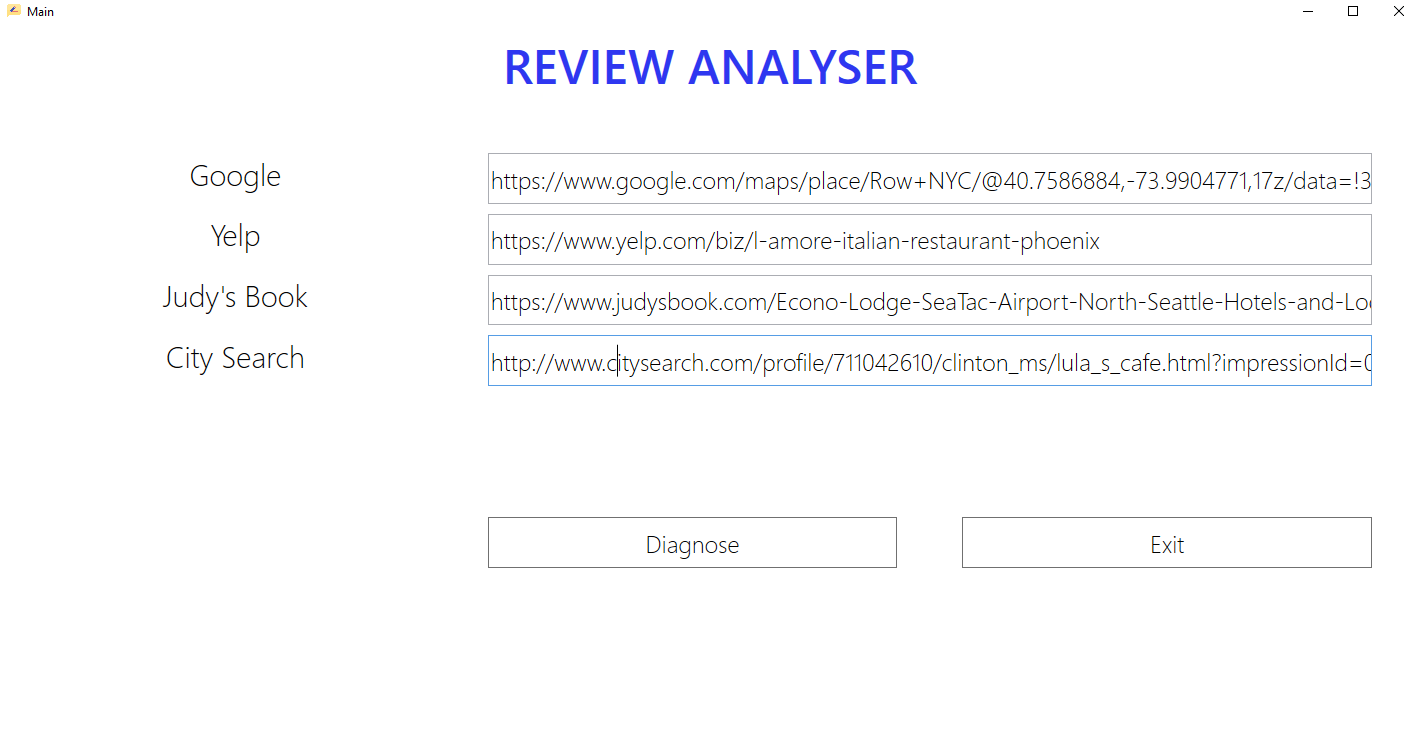 Main
REVIEW ANALYSER
Google https://www.google.com/maps/place/Row+NYC/@40.7586884,-73.9904771,17z/data=!3
Yelp https://www.yelp.com/biz/l-amore-italian-restaurant-phoenix
Judy's Book https://www.judysbook.com/Econo-Lodge-SeaTac-Airport-North-Seattle-Hotels-and-Lo
City Search http://www.citysearch.com/profile/711042610/clinton_ms/lula_s_cafe.html?impressionId=0
Diagnose Exit